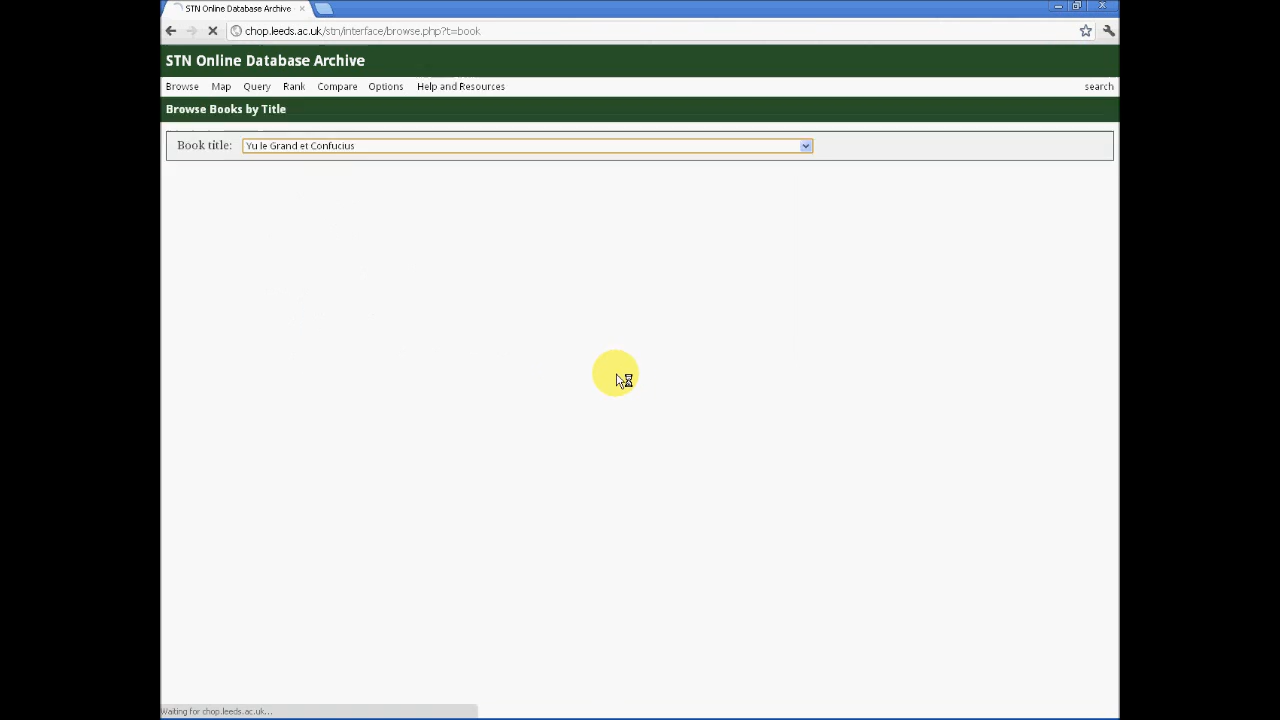 STN Online Database Archive
chop.leeds.ac.uk/stn/interface/browse.php?t=book
STN Online Database Archive
Browse Map Query Rank Compare Options Help and Resources search
Browse Books by Title
Book title: Yu le Grand et Confucius
Waiting for chop.leeds.ac.uk...